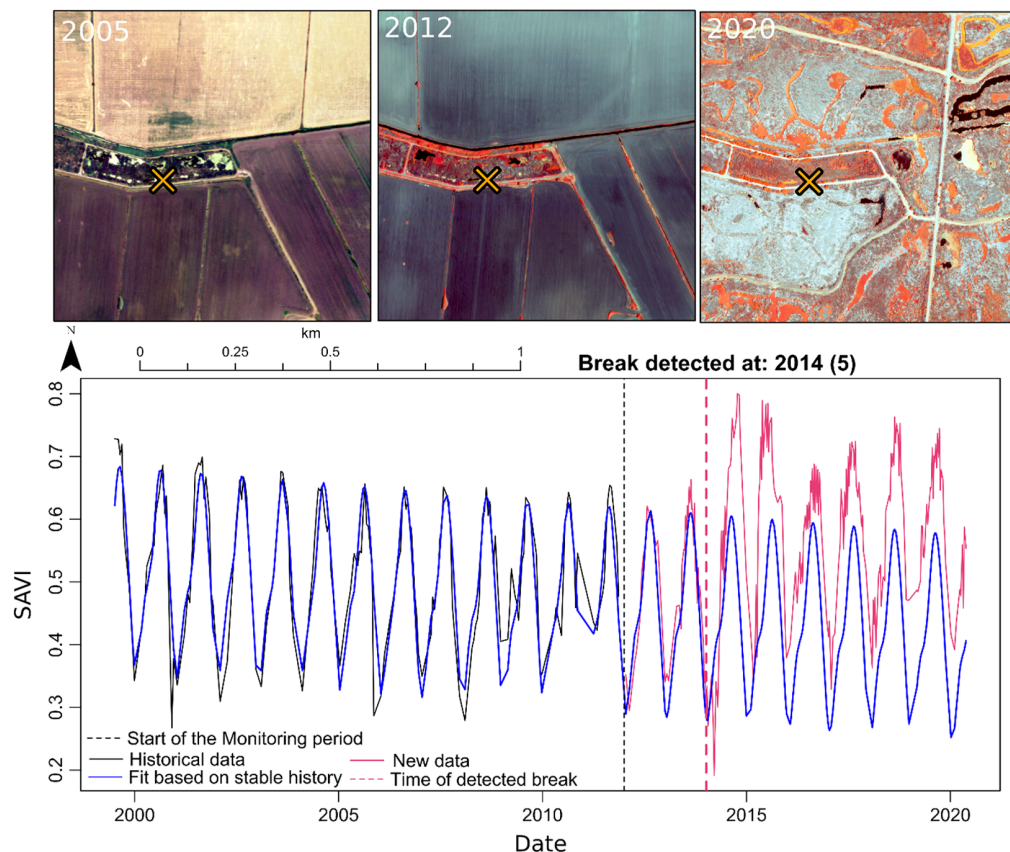 2005 2012 2020
N
km
0 0.25 0.5 1
Break detected at: 2014 (5)
0.8
0.7
0.6
0.5
0.4
0.3
0.2
SAVI
Start of the Monitoring period
Historical data New data
Fit based on stable history Time of detected break
2000 2005 2010 2015 2020
Date